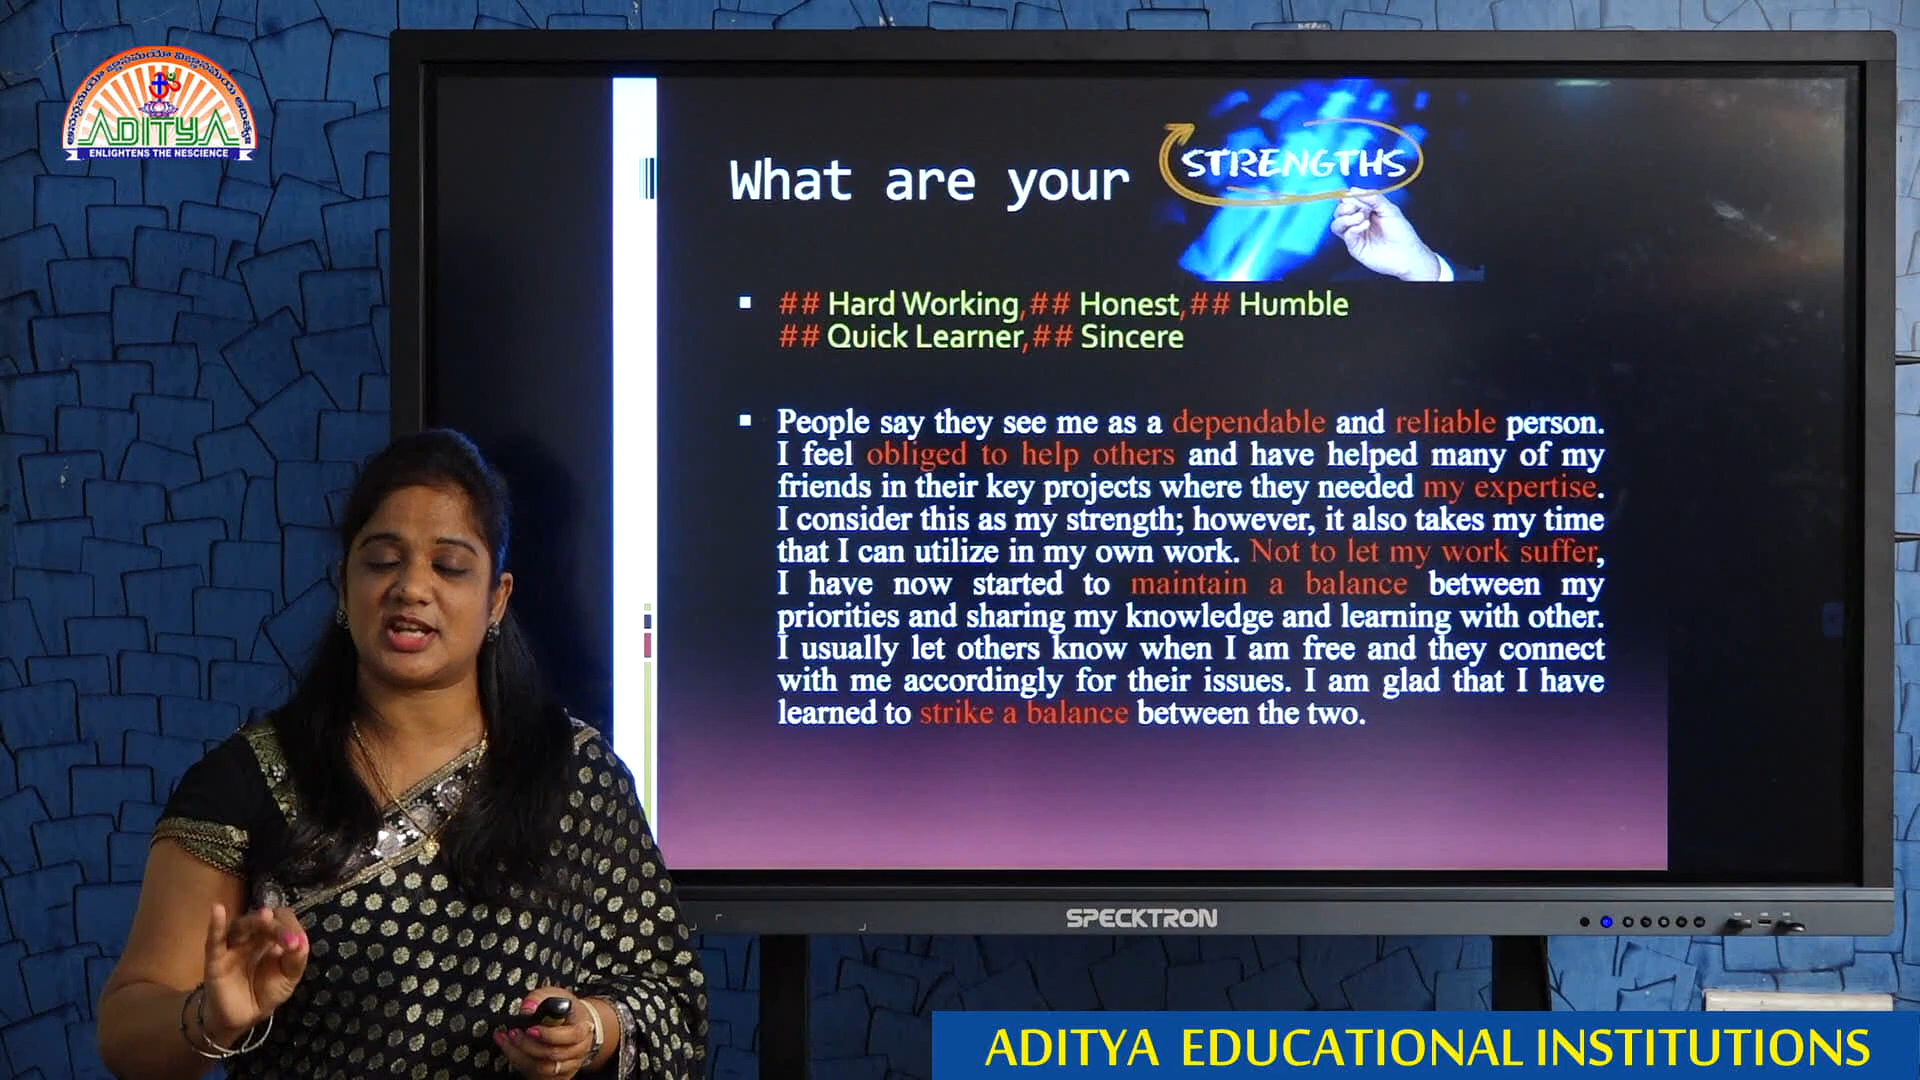 ADITYA
ENLIGHTENS THE NESCIENCE
What are your STRENGTHS
## Hard Working,## Honest,## Humble
## Quick Learner,## Sincere
People say they see me as a dependable and reliable person.
I feel obliged to help others and have helped many of my
friends in their key projects where they needed my expertise.
I consider this as my strength; however, it also takes my time
that I can utilize in my own work. Not to let my work suffer,
I have now started to maintain a balance between my
priorities and sharing my knowledge and learning with other.
I usually let others know when I am free and they connect
with me accordingly for their issues. I am glad that I have
learned to strike a balance between the two.
SPECKTRON
ADITYA EDUCATIONAL INSTITUTIONS